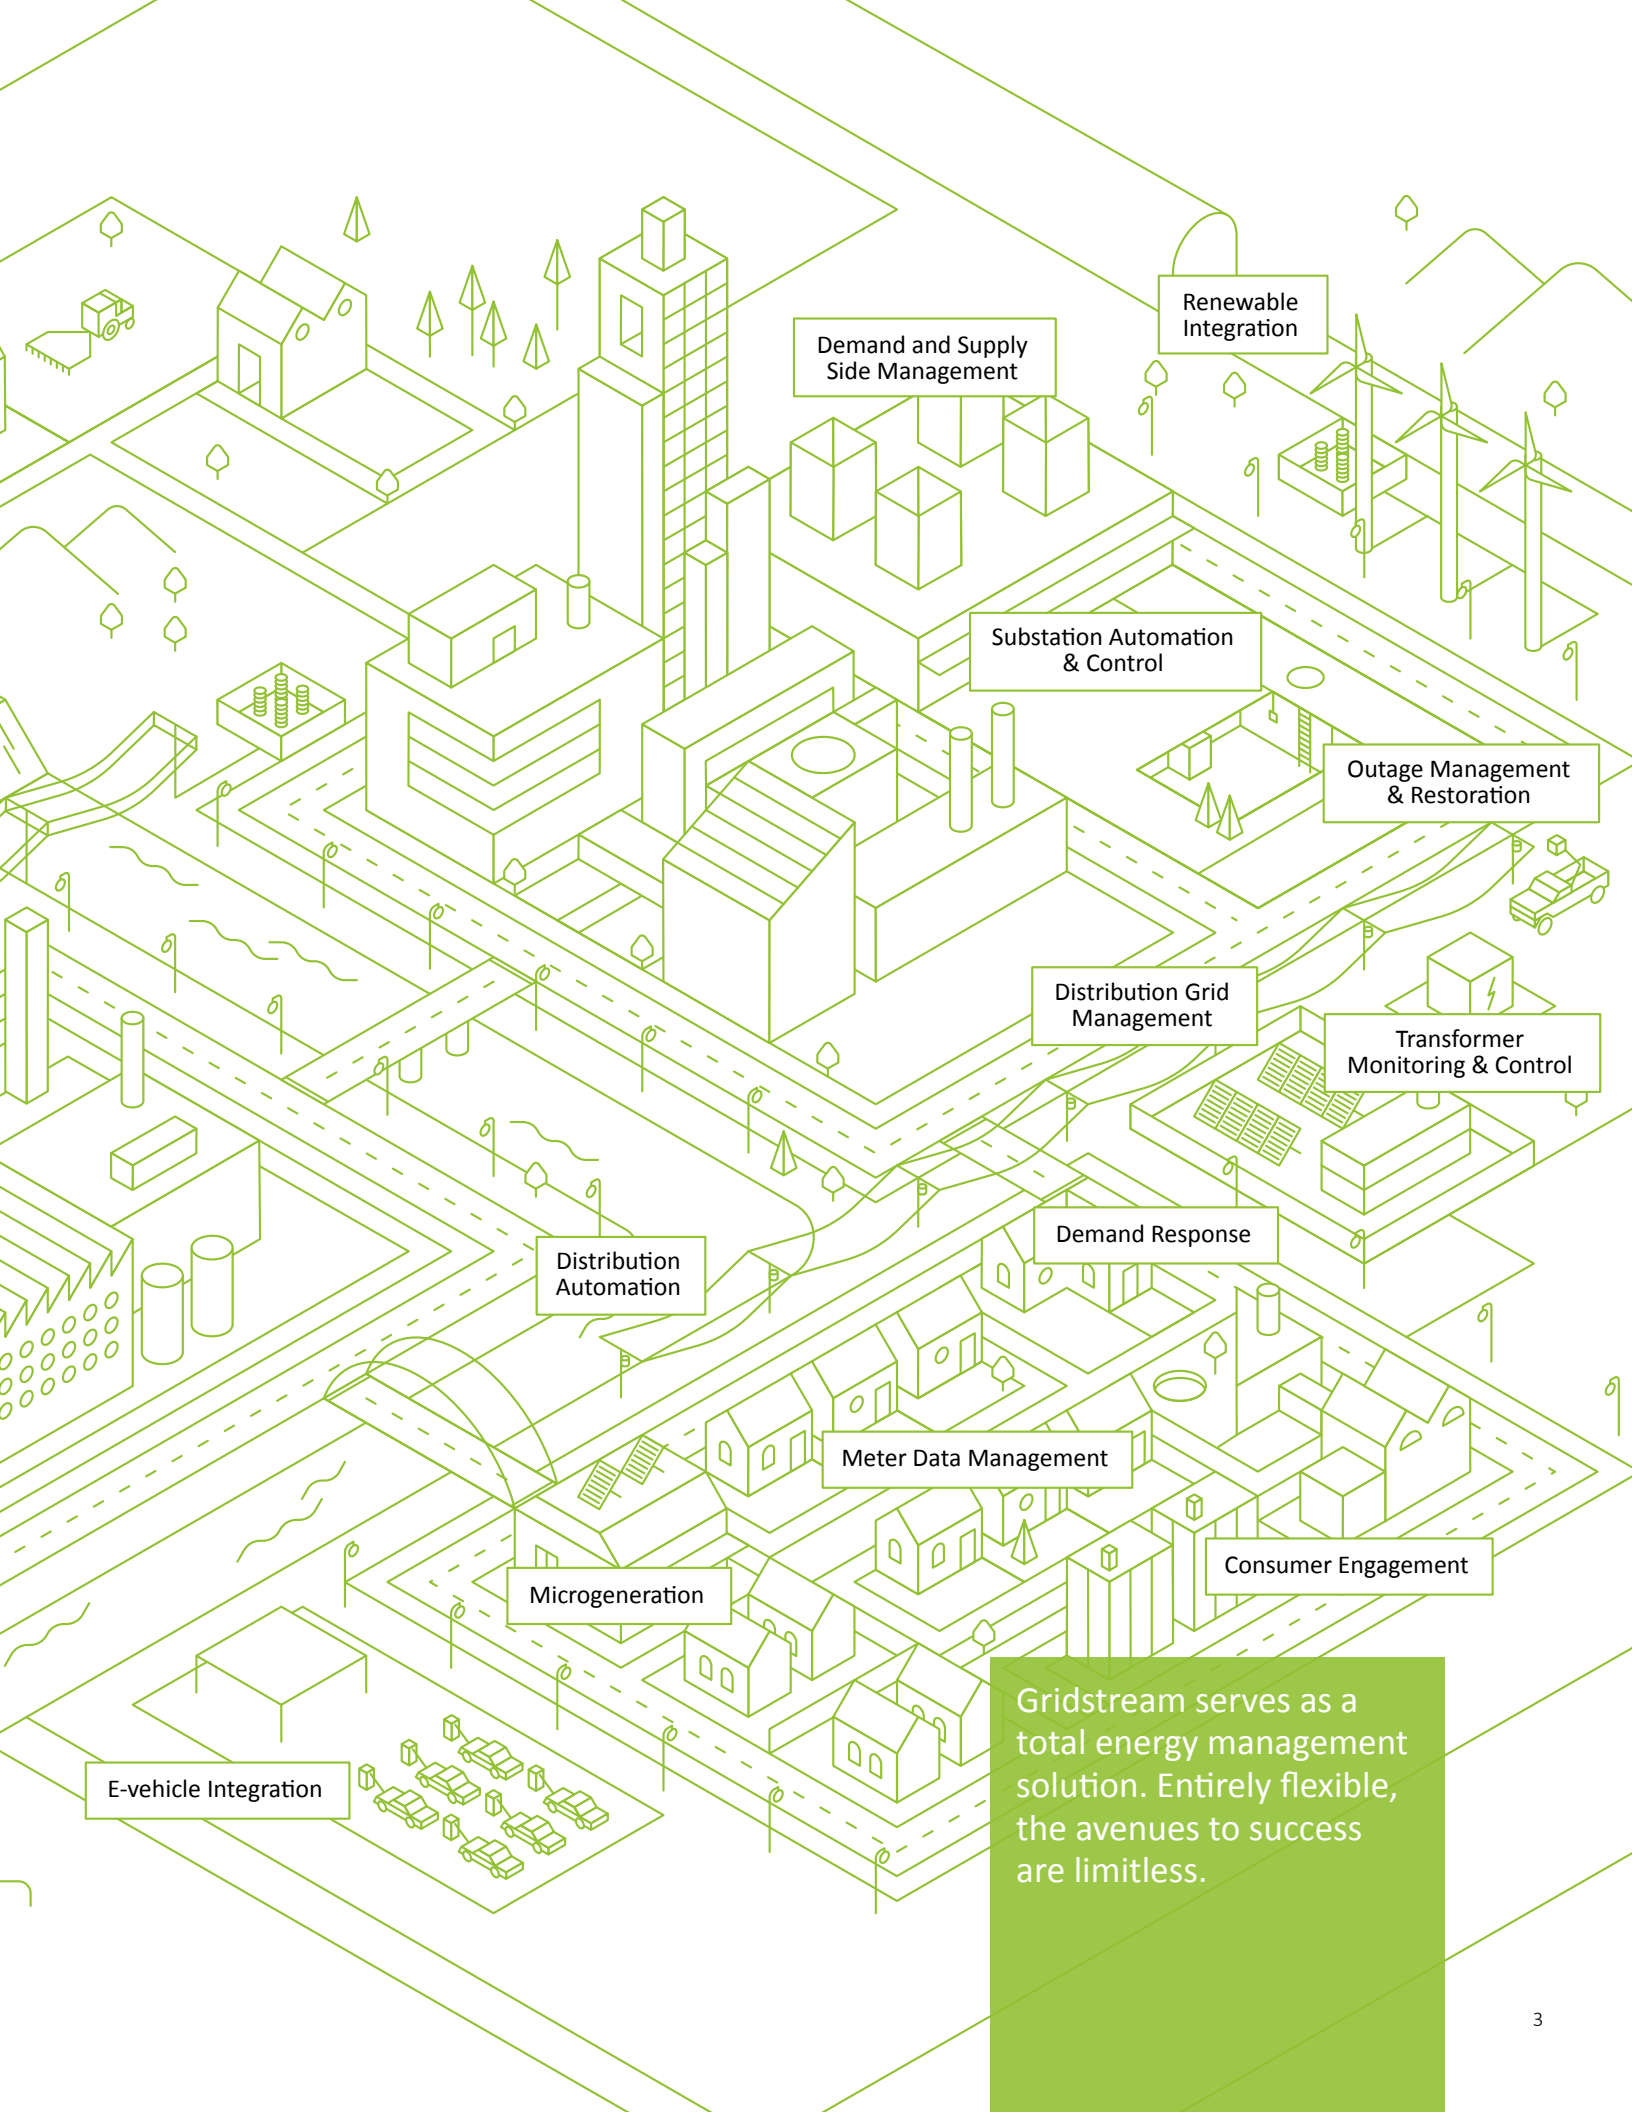 Renewable
Integration
Demand and Supply
Side Management
Substation Automation
& Control
Outage Management
& Restoration
Distribution Grid
Management
Transformer
Monitoring & Control
Demand Response
Distribution
Automation
Meter Data Management
Consumer Engagement
Microgeneration
E-vehicle Integration
Gridstream serves as a
total energy management
solution. Entirely flexible,
the avenues to success
are limitless.
3